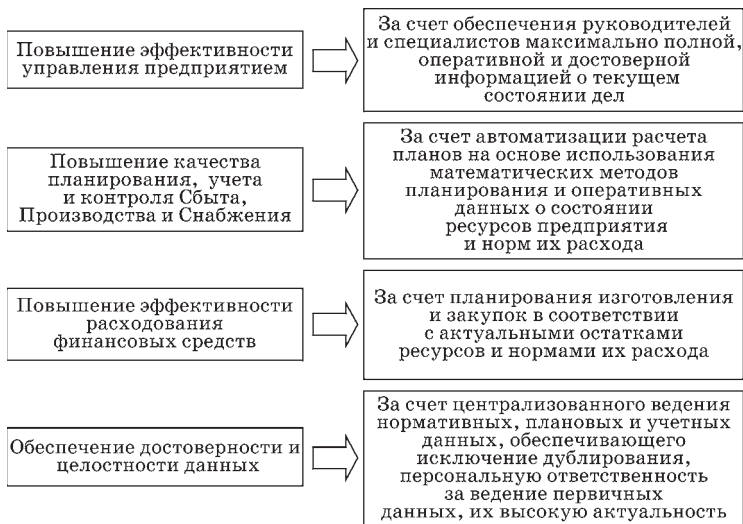 Повышение эффективности
управления предприятием
За счет обеспечения руководителей
и специалистов максимально полной,
оперативной и достоверной
информацией о текущем
состоянии дел
Повышение качества
планирования, учета
и контроля Сбыта,
Производства и Снабжения
За счет автоматизации расчета
планов на основе использования
математических методов
планирования и оперативных
данных о состоянии
ресурсов предприятия
и норм их расхода
Повышение эффективности
расходования
финансовых средств
За счет планирования изготовления
и закупок в соответствии
с актуальными остатками
ресурсов и нормами их расхода
Обеспечение достоверности и
целостности данных
За счет централизованного ведения
нормативных, плановых и учетных
данных, обеспечивающего
исключение дублирования,
персональную ответственность
за ведение первичных
данных, их высокую актуальность